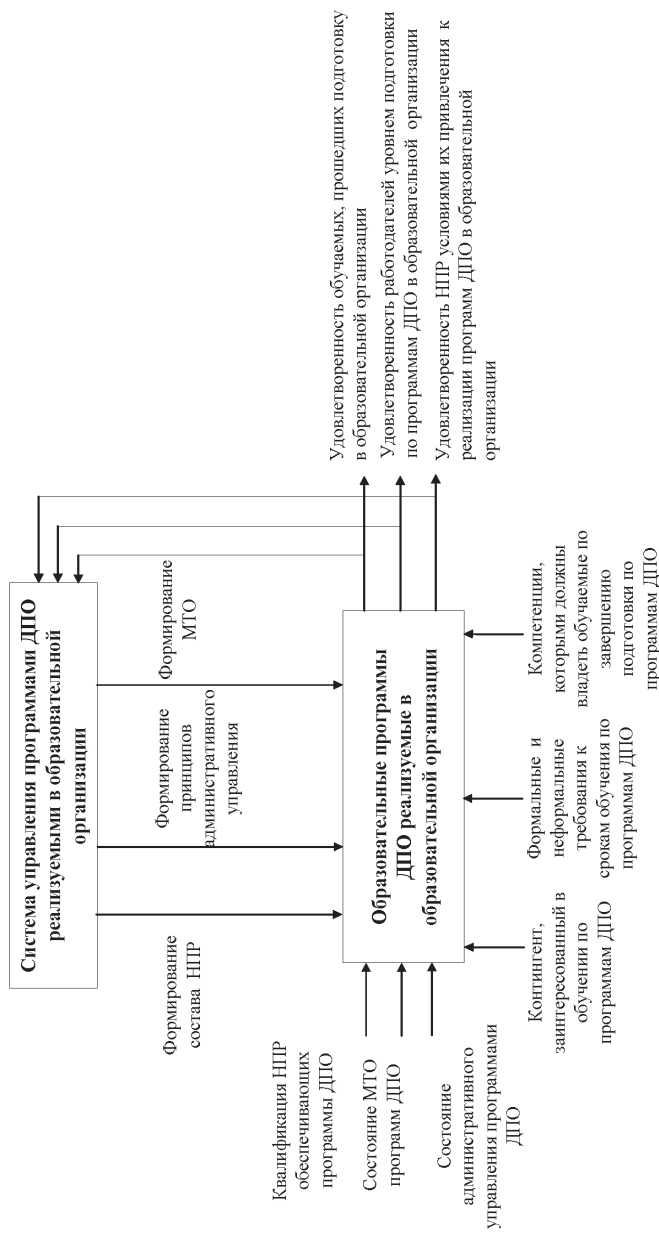 Система управления программами ДПО
реализуемыми в образовательной
организации
Формирование
состава НПР
Формирование
принципов
административного
управления
Формирование
МТО
Квалификация НПР
обеспечивающих
программы ДПО
Состояние МТО
программ ДПО
Состояние
административного
управления программами
ДПО
Образовательные программы
ДПО реализуемые в
образовательной организации
Удовлетворенность обучаемых, прошедших подготовку
в образовательной организации
Удовлетворенность работодателей уровнем подготовки
по программам ДПО в образовательной организации
Удовлетворенность НПР условиями их привлечения к
реализации программ ДПО в образовательной
организации
Контингент,
заинтересованный в
обучении по
программам ДПО
Формальные и
неформальные
требования к
срокам обучения по
программам ДПО
Компетенции,
которыми должны
владеть обучаемые по
завершению
подготовки по
программам ДПО